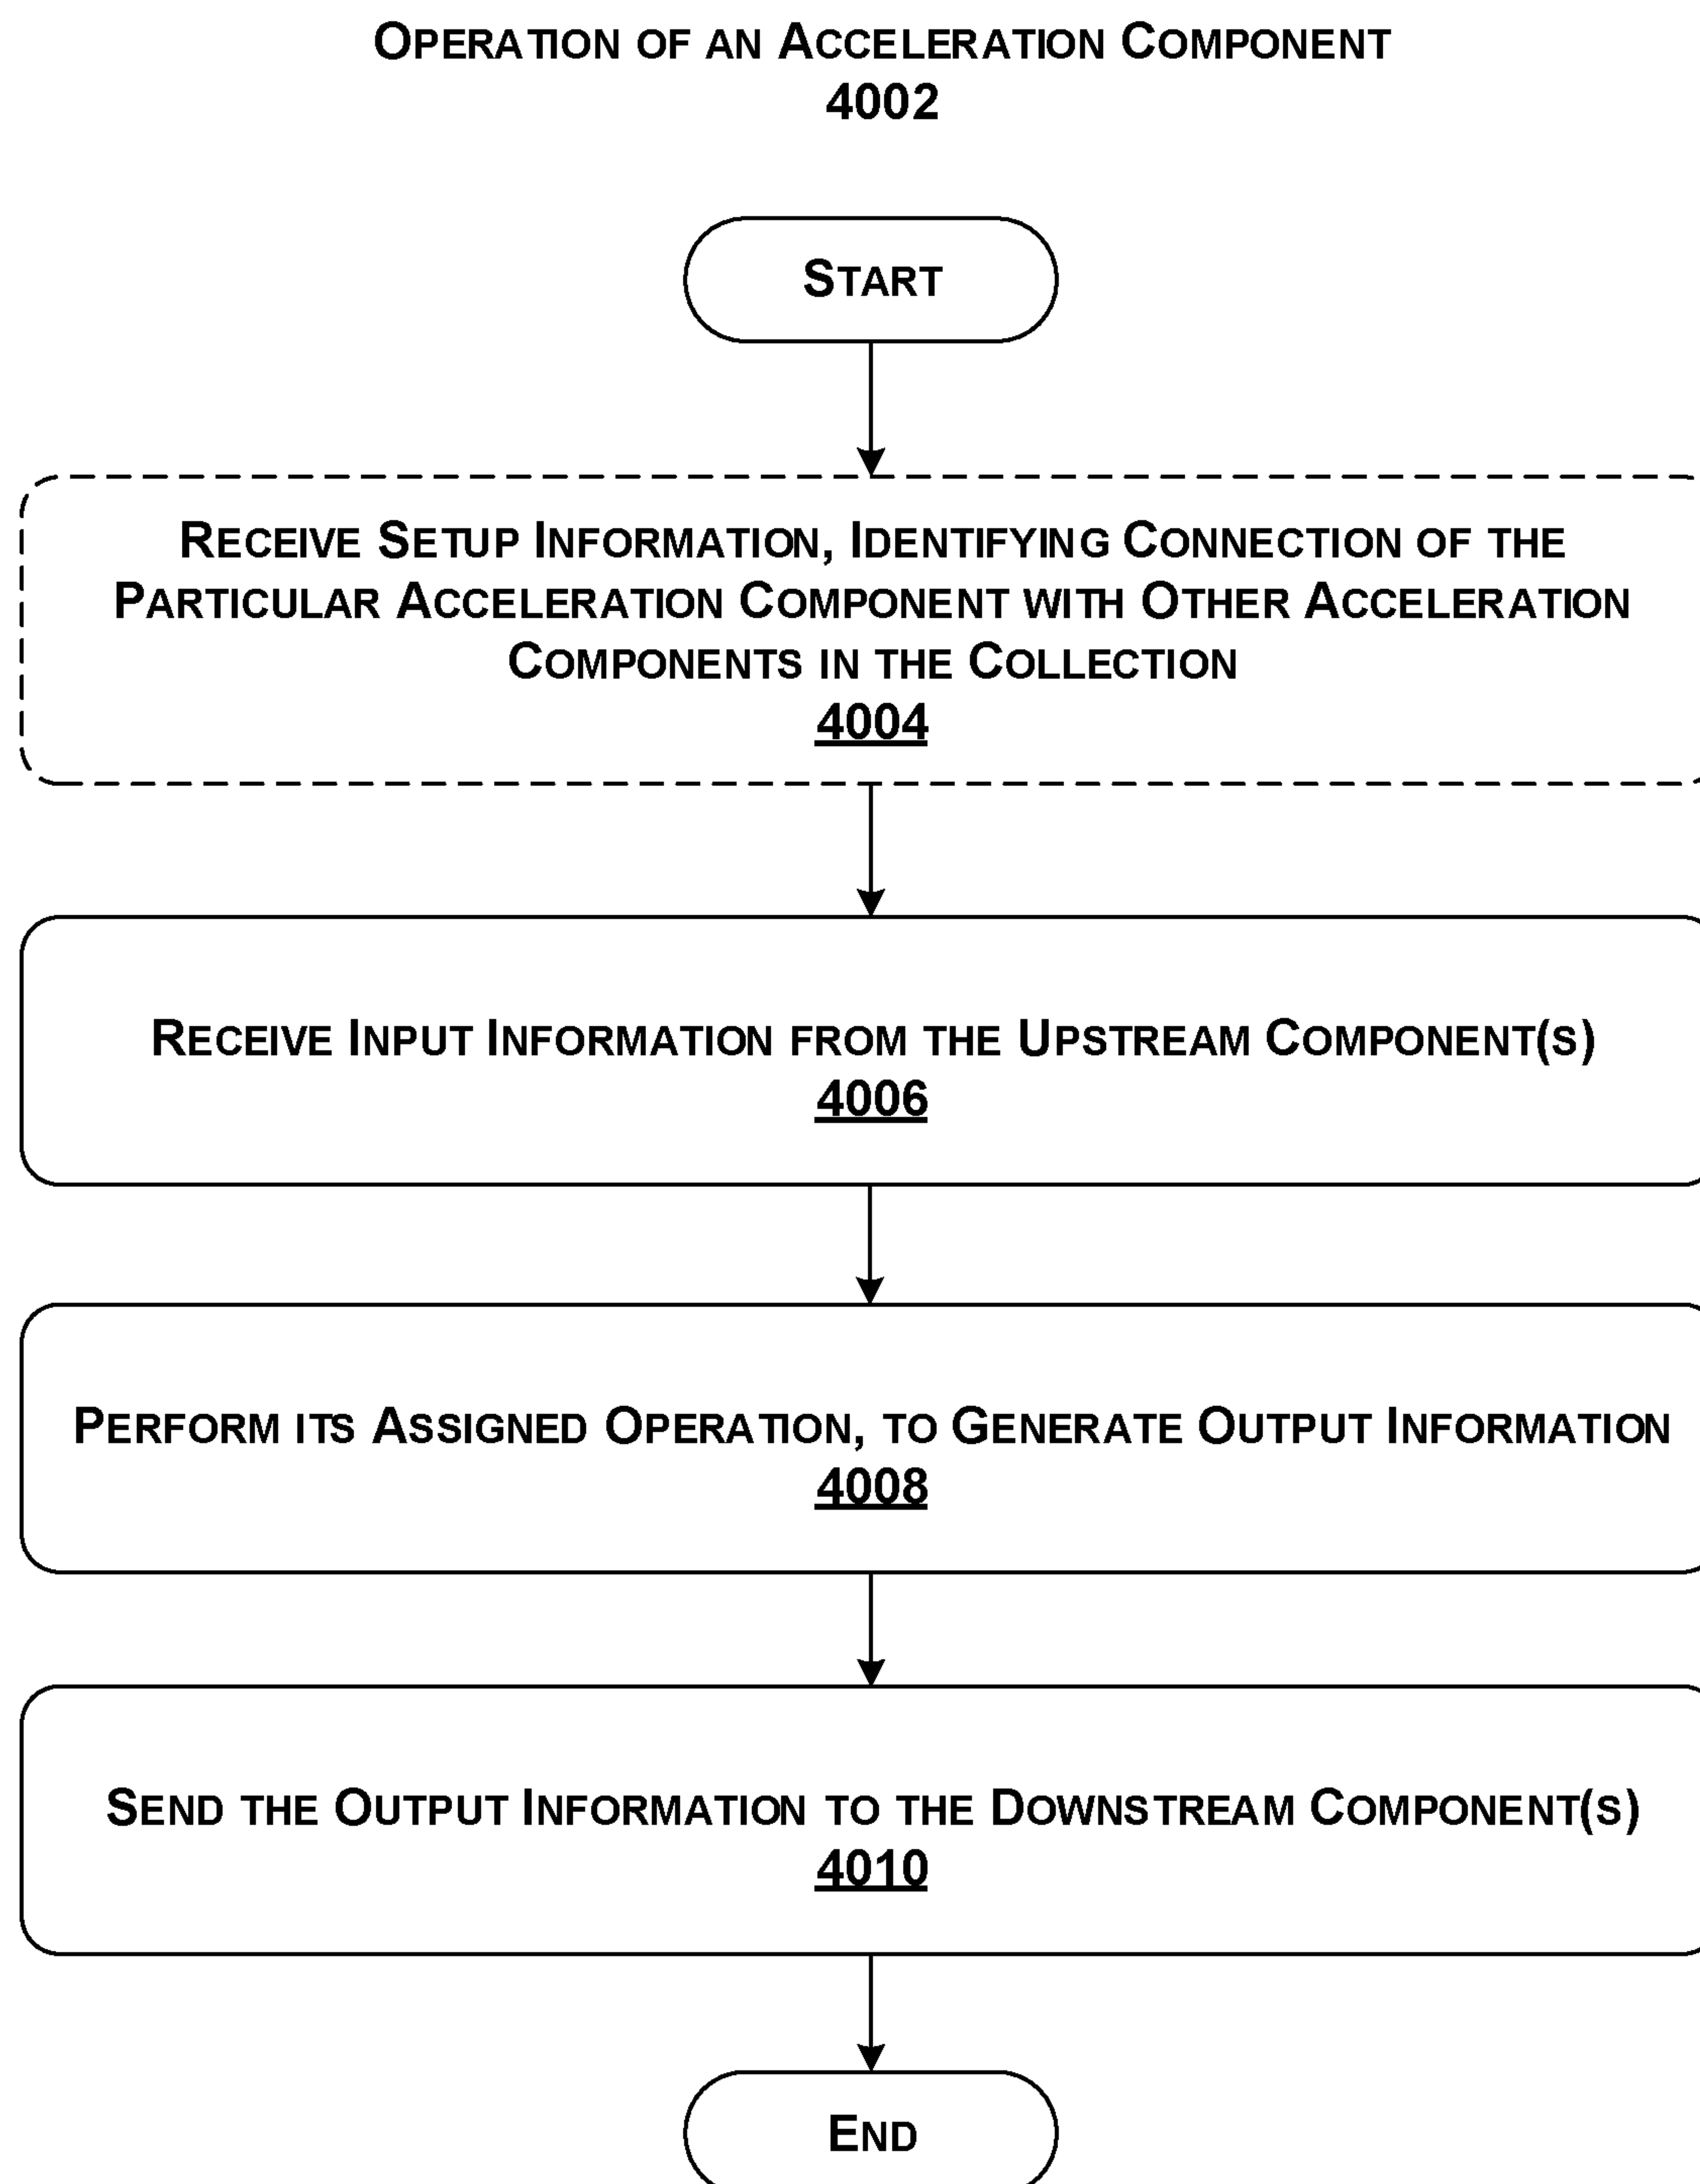 OPERATION OF AN ACCELERATION COMPONENT
4002
START
RECEIVE SETUP INFORMATION, IDENTIFYING CONNECTION OF THE
PARTICULAR ACCELERATION COMPONENT WITH OTHER ACCELERATION
COMPONENTS IN THE COLLECTION
4004
RECEIVE INPUT INFORMATION FROM THE UPSTREAM COMPONENT(S)
4006
PERFORM ITS ASSIGNED OPERATION, TO GENERATE OUTPUT INFORMATION
4008
SEND THE OUTPUT INFORMATION TO THE DOWNSTREAM COMPONENT(S)
4010
END